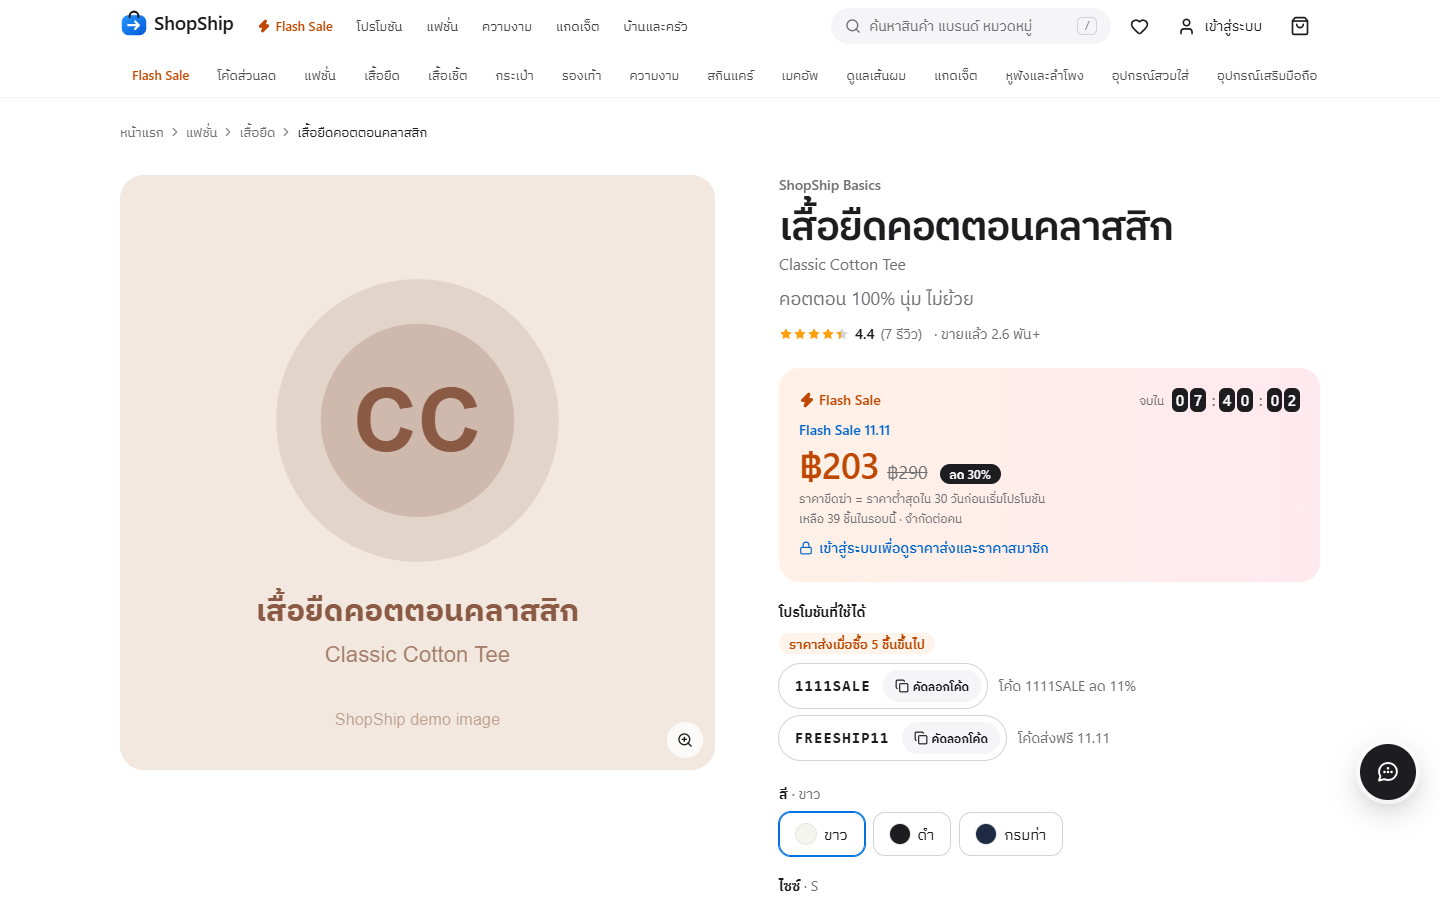 ShopShip
Flash Sale โปรโมชัน แฟชั่น ความงาม แกดเจ็ต บ้านและครัว
ค้นหาสินค้า แบรนด์ หมวดหมู่ /
เข้าสู่ระบบ
Flash Sale โค้ดส่วนลด แฟชั่น เสื้อยืด เสื้อเชิ้ต กระเป๋า รองเท้า ความงาม สกินแคร์ เมคอัพ ดูแลเส้นผม แกดเจ็ต หูฟังและลำโพง อุปกรณ์สวมใส่ อุปกรณ์เสริมมือถือ
หน้าแรก > แฟชั่น > เสื้อยืด > เสื้อยืดคอตตอนคลาสสิก
CC
เสื้อยืดคอตตอนคลาสสิก
Classic Cotton Tee
ShopShip demo image
ShopShip Basics
เสื้อยืดคอตตอนคลาสสิก
Classic Cotton Tee
คอตตอน 100% นุ่ม ไม่ย้วย
4.4 (7 รีวิว) · ขายแล้ว 2.6 พัน+
Flash Sale
จบใน 07:40:02
Flash Sale 11.11
฿203 ฿290 ลด 30%
ราคาขีดฆ่า = ราคาต่ำสุดใน 30 วันก่อนเริ่มโปรโมชัน
เหลือ 39 ชิ้นในรอบนี้ · จำกัดต่อคน
เข้าสู่ระบบเพื่อดูราคาส่งและราคาสมาชิก
โปรโมชันที่ใช้ได้
ราคาส่งเมื่อซื้อ 5 ชิ้นขึ้นไป
1111SALE คัดลอกโค้ด โค้ด 1111SALE ลด 11%
FREESHIP11 คัดลอกโค้ด โค้ดส่งฟรี 11.11
สี · ขาว
ขาว ดำ กรมท่า
ไซซ์ · S